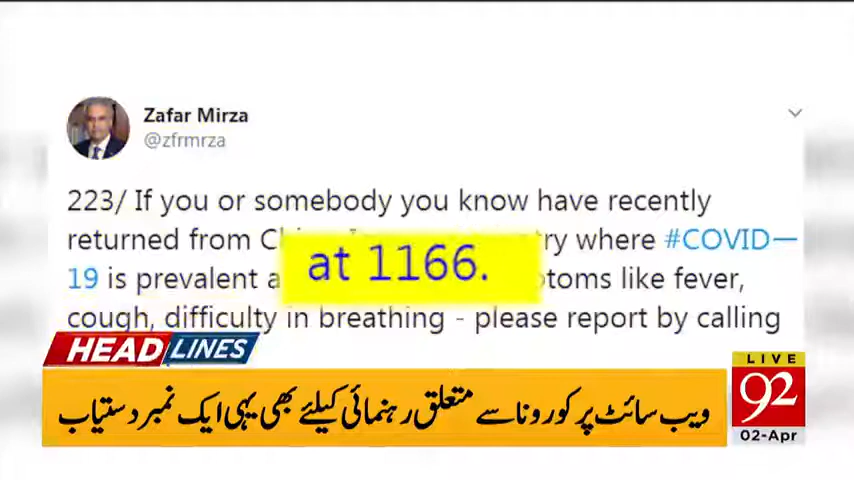 Zafar Mirza
@zfrmrza
223/ If you or somebody you know have recently
returned from Ch try where #COVID—
19 is prevalent a toms like fever,
at 1166.
cough, difficulty in breathing - please report by calling
HEADLINES
LIVE
92
02-Apr
ویب سائٹ پر کورونا سے متعلق رہنمائی کیلئے بھی یہی ایک نمبر دستیاب